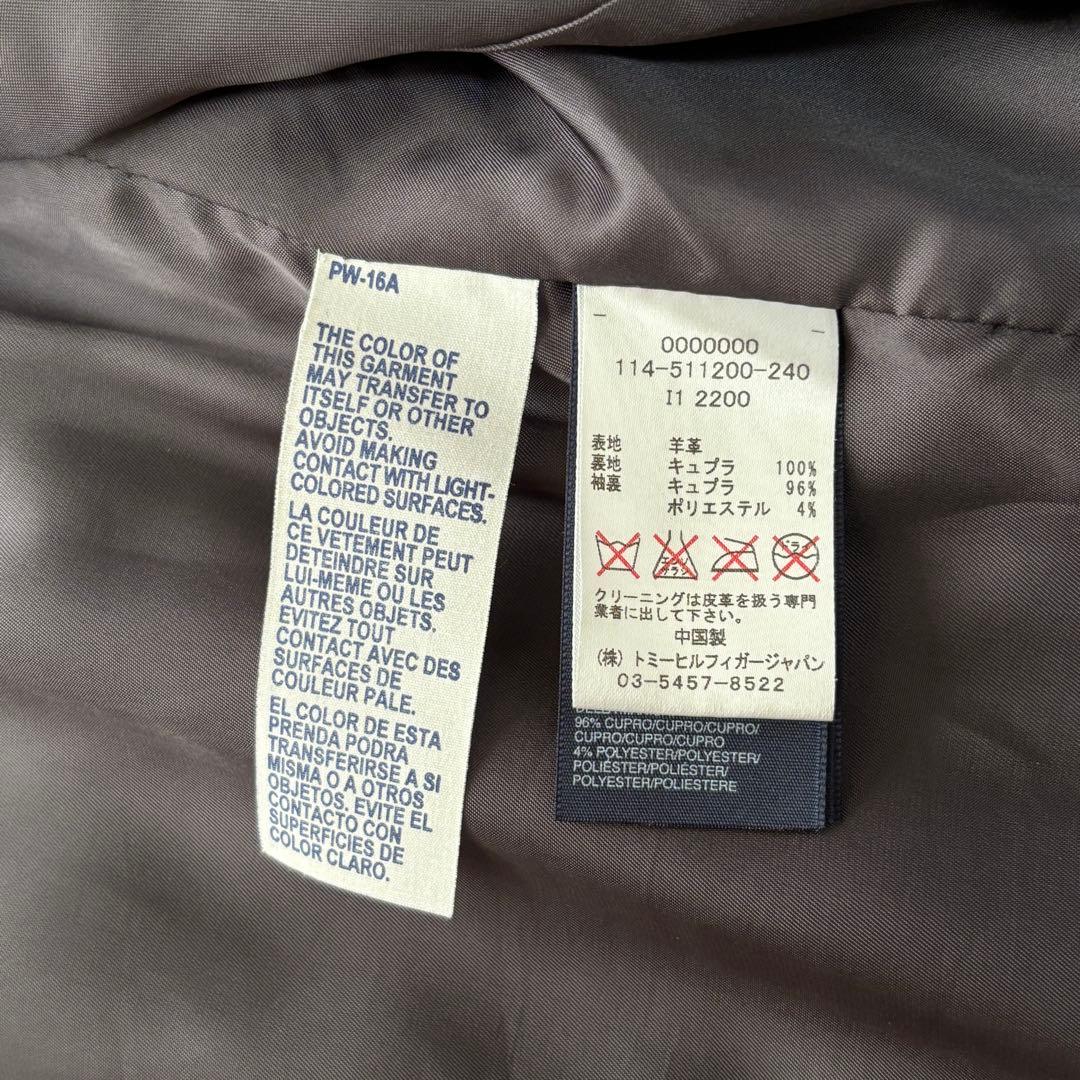 PW-16A
THE COLOR OF
THIS GARMENT
MAY TRANSFER TO
ITSELF OR OTHER
OBJECTS.
AVOID MAKING
CONTACT WITH LIGHT-
COLORED SURFACES.
LA COULEUR DE
CE VETEMENT PEUT
DETEINDRE SUR
LUI-MEME OU LES
AUTRES OBJETS.
EVITEZ TOUT
CONTACT AVEC DES
SURFACES DE
COULEUR PALE.
EL COLOR DE ESTA
PRENDA PODRA
TRANSFERIRSE A SI
MISMA O A OTROS
OBJETOS. EVITE EL
CONTACTO CON
SUPERFICIES DE
COLOR CLARO.
0000000
114-511200-240
I1 2200
表地 羊革
裏地 キュプラ 100%
袖裏 キュプラ 96%
ポリエステル 4%
ドライ
クリーニングは皮革を扱う専門
業者に出して下さい。
中国製
(株) トミーヒルフィガージャパン
03-5457-8522
96% CUPRO/CUPRO/CUPRO/
CUPRO/CUPRO/CUPRO
4% POLYESTER/POLYESTER/
POLIÉSTER/POLIÉSTER/
POLYESTER/POLIESTERE